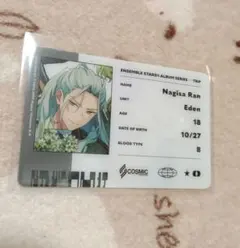 ENSEMBLE STARS!! ALBUM SERIES
NAME
Nagisa Ran
UNIT
Eden
AGE
18
DATE OF BIRTH
10/27
BLOOD TYPE
B
COSMIC
she